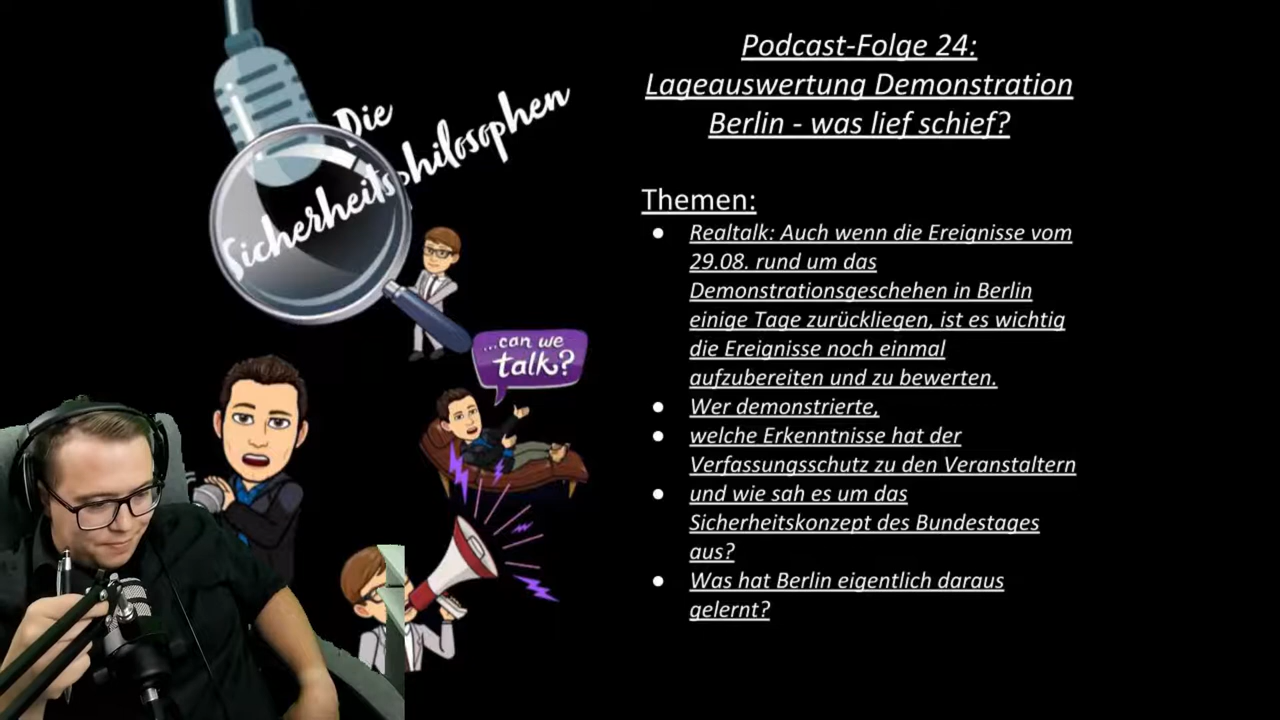 Die
Sicherheitsphilosophen
...can we
talk?
Podcast-Folge 24:
Lageauswertung Demonstration
Berlin - was lief schief?
Themen:
● Realtalk: Auch wenn die Ereignisse vom
29.08. rund um das
Demonstrationsgeschehen in Berlin
einige Tage zurückliegen, ist es wichtig
die Ereignisse noch einmal
aufzubereiten und zu bewerten.
● Wer demonstrierte,
● welche Erkenntnisse hat der
Verfassungsschutz zu den Veranstaltern
● und wie sah es um das
Sicherheitskonzept des Bundestages
aus?
● Was hat Berlin eigentlich daraus
gelernt?